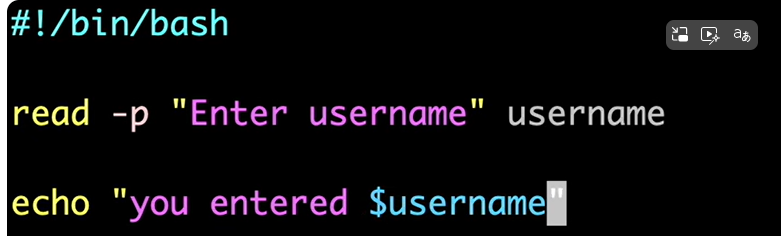 #!/bin/bash
read -p "Enter username" username
echo "you entered $username"